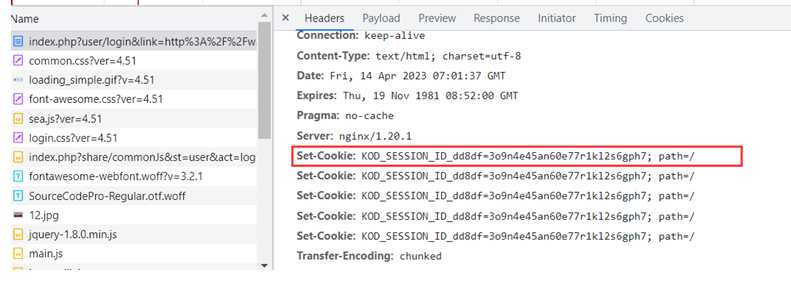 Name
index.php?user/login&link=http%3A%2F%2Fw
common.css?ver=4.51
loading_simple.gif?v=4.51
font-awesome.css?ver=4.51
sea.js?ver=4.51
login.css?ver=4.51
index.php?share/commonJs&st=user&act=log
fontawesome-webfont.woff?v=3.2.1
SourceCodePro-Regular.otf.woff
12.jpg
jquery-1.8.0.min.js
main.js
Headers Payload Preview Response Initiator Timing Cookies
Connection: keep-alive
Content-Type: text/html; charset=utf-8
Date: Fri, 14 Apr 2023 07:01:37 GMT
Expires: Thu, 19 Nov 1981 08:52:00 GMT
Pragma: no-cache
Server: nginx/1.20.1
Set-Cookie: KOD_SESSION_ID_dd8df=3o9n4e45an60e77r1kl2s6gph7; path=/
Set-Cookie: KOD_SESSION_ID_dd8df=3o9n4e45an60e77r1kl2s6gph7; path=/
Set-Cookie: KOD_SESSION_ID_dd8df=3o9n4e45an60e77r1kl2s6gph7; path=/
Set-Cookie: KOD_SESSION_ID_dd8df=3o9n4e45an60e77r1kl2s6gph7; path=/
Set-Cookie: KOD_SESSION_ID_dd8df=3o9n4e45an60e77r1kl2s6gph7; path=/
Transfer-Encoding: chunked